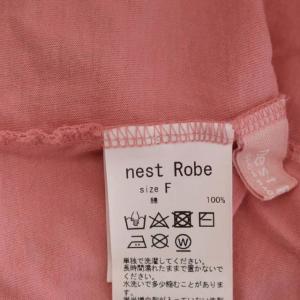 nest Robe
size F
綿 100%
単独で洗濯してください。
長時間濡れたままで置かないで
ください。
水洗いで多少縮むことがありま
す。